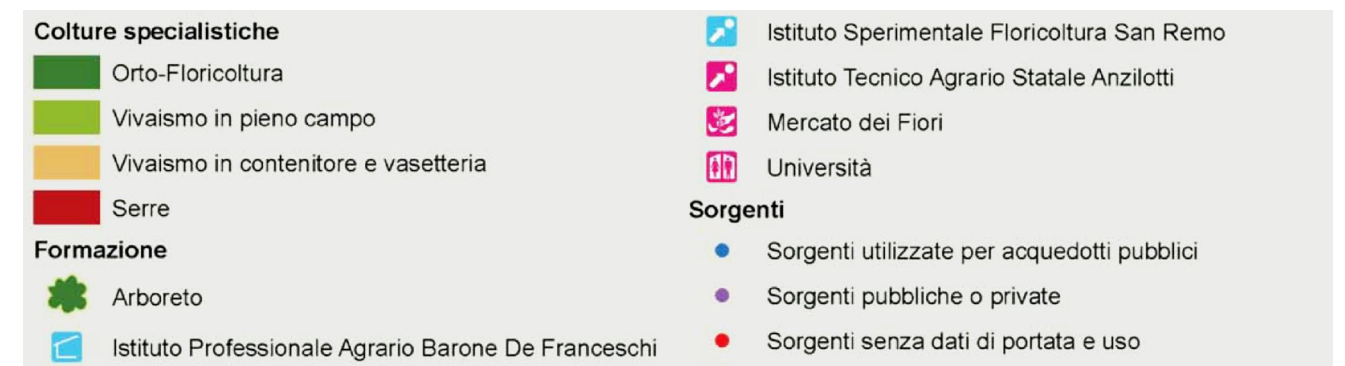 Colture specialistiche
Orto-Floricoltura
Vivaismo in pieno campo
Vivaismo in contenitore e vasetteria
Serre
Formazione
Arboreto
Istituto Professionale Agrario Barone De Franceschi
Istituto Sperimentale Floricoltura San Remo
Istituto Tecnico Agrario Statale Anzilotti
Mercato dei Fiori
Università
Sorgenti
Sorgenti utilizzate per acquedotti pubblici
Sorgenti pubbliche o private
Sorgenti senza dati di portata e uso